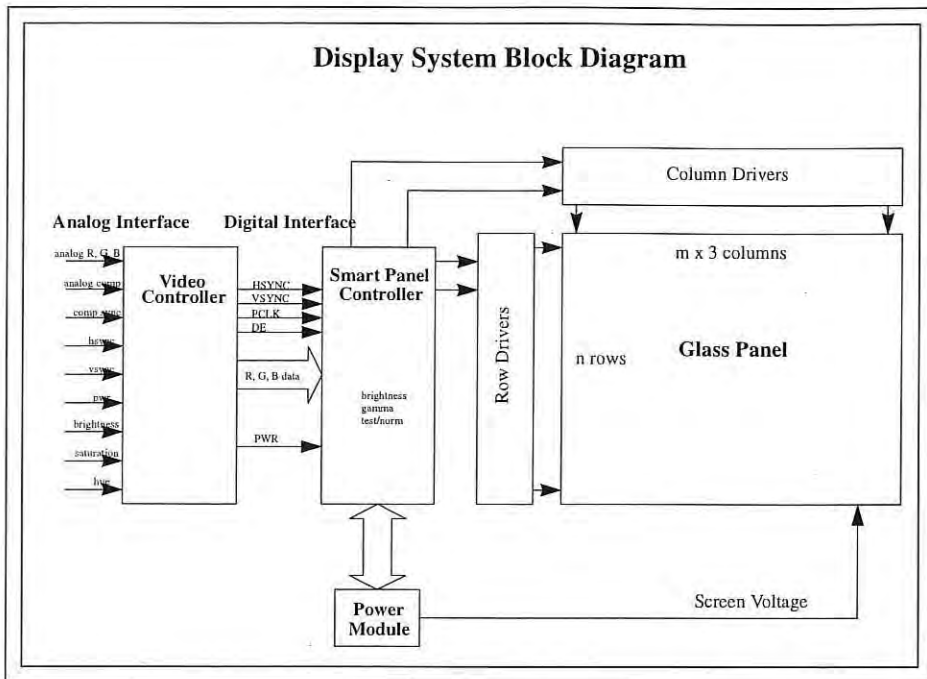 Display System Block Diagram
Column Drivers
Analog Interface
Digital Interface
analog R, G, B
analog comp
comp sync
hsync
vsync
pwr
brightness
saturation
hue
Video
Controller
HSYNC
VSYNC
PCLK
DE
R, G, B data
PWR
Smart Panel
Controller
brightness
gamma
test/norm
Row Drivers
m x 3 columns
n rows
Glass Panel
Power
Module
Screen Voltage